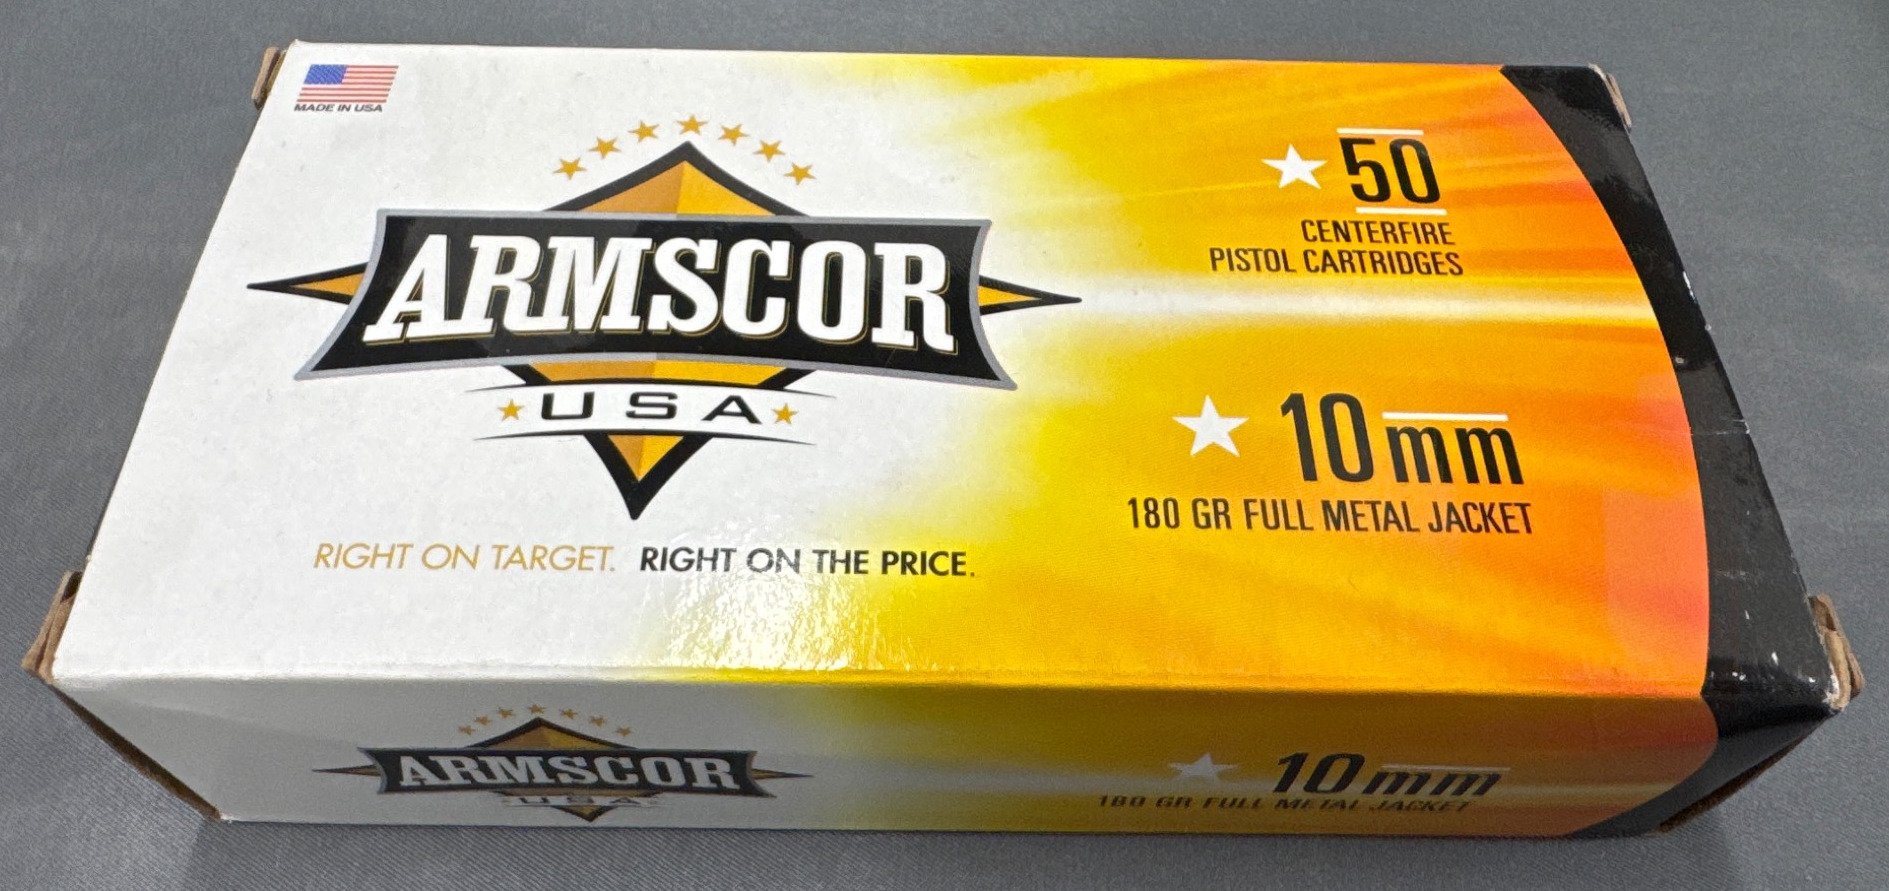 MADE IN USA
ARMSCOR
USA
RIGHT ON TARGET. RIGHT ON THE PRICE.
50
CENTERFIRE
PISTOL CARTRIDGES
10mm
180 GR FULL METAL JACKET
ARMSCOR
USA
10mm
180 GR FULL METAL JACKET